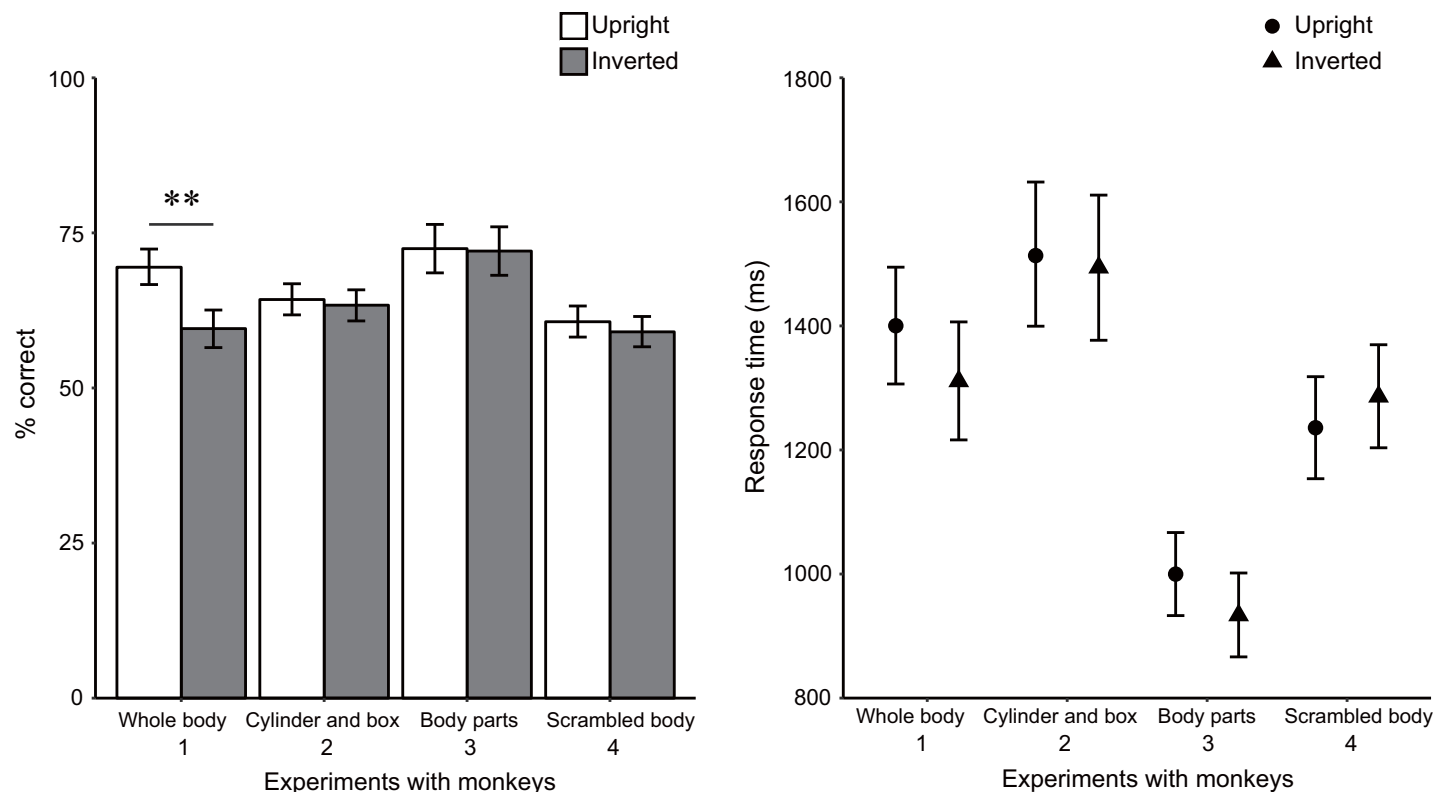 Upright
Inverted
100
75
50
25
0
% correct
**
Whole body
1
Cylinder and box
2
Body parts
3
Scrambled body
4
Experiments with monkeys
Upright
Inverted
1800
1600
1400
1200
1000
800
Response time (ms)
Whole body
1
Cylinder and box
2
Body parts
3
Scrambled body
4
Experiments with monkeys